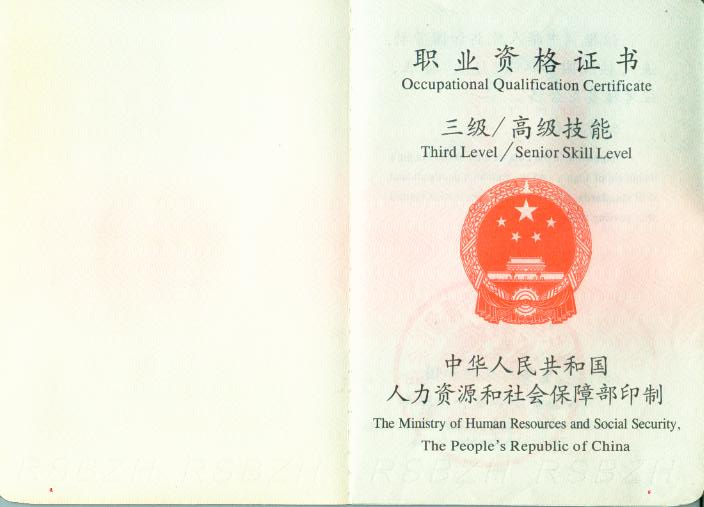 职业资格证书
Occupational Qualification Certificate
三级/高级技能
Third Level/Senior Skill Level
中华人民共和国
人力资源和社会保障部印制
The Ministry of Human Resources and Social Security,
The People's Republic of China
RSBZH RSBZH RSBZH RSBZH